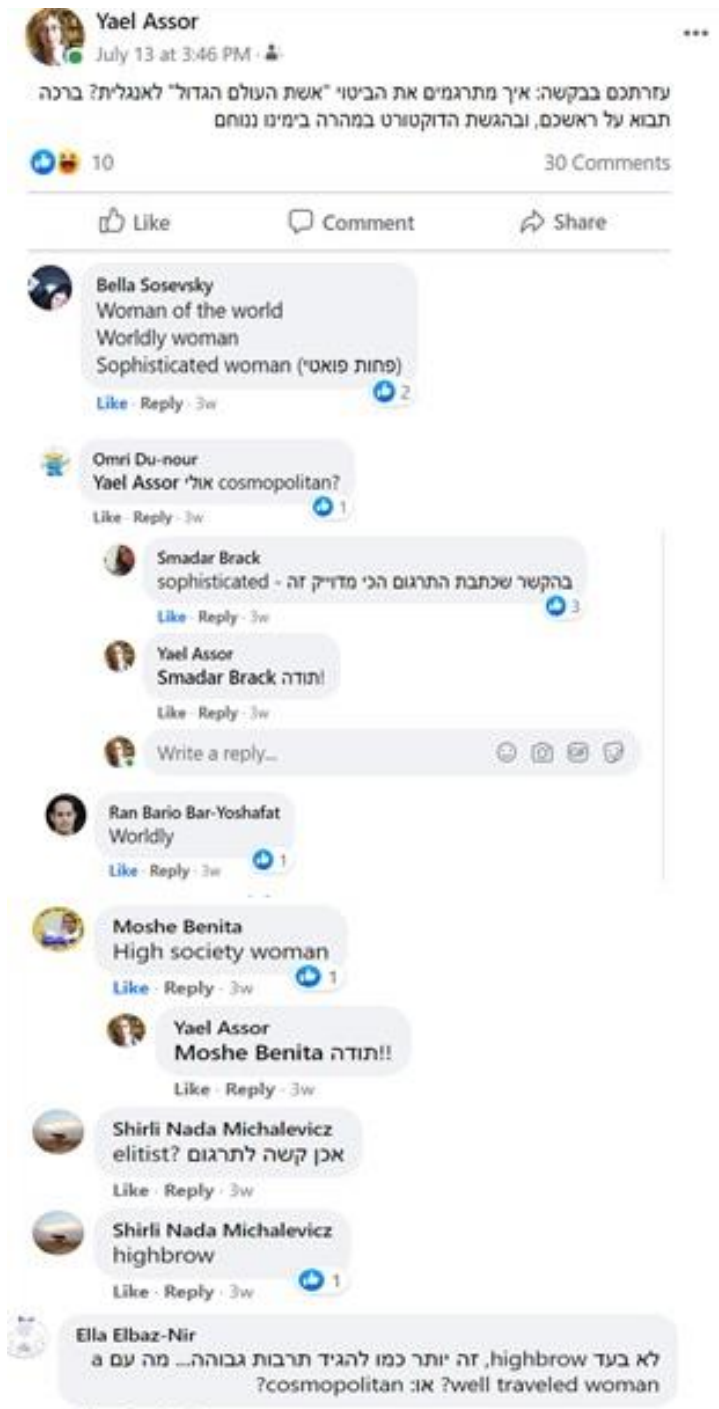 Yael Assor
July 13 at 3:46 PM ·
עזרתכם בבקשה: איך מתרגמים את הביטוי "אשת העולם הגדול" לאנגלית? ברכה
תבוא על ראשכם, ובהגשת הדוקטורט במהרה בימינו ננוחם
10
30 Comments
Like
Comment
Share
Bella Sosevsky
Woman of the world
Worldly woman
Sophisticated woman (פחות פואטי)
2
Like · Reply · 3w
Omri Du-nour
Yael Assor אולי cosmopolitan?
1
Like · Reply · 3w
Smadar Brack
בהקשר שכתבת התרגום הכי מדוייק זה - sophisticated
3
Like · Reply · 3w
Yael Assor
Smadar Brack תודה!
Like · Reply · 3w
Write a reply...
GIF
Ran Bario Bar-Yoshafat
Worldly
1
Like · Reply · 3w
Moshe Benita
High society woman
1
Like · Reply · 3w
Yael Assor
Moshe Benita תודה!!
Like · Reply · 3w
Shirli Nada Michalevicz
אכן קשה לתרגום? elitist
Like · Reply · 3w
Shirli Nada Michalevicz
highbrow
1
Like · Reply · 3w
Ella Elbaz-Nir
לא בעד highbrow, זה יותר כמו להגיד תרבות גבוהה... מה עם a
well traveled woman? או: cosmopolitan?